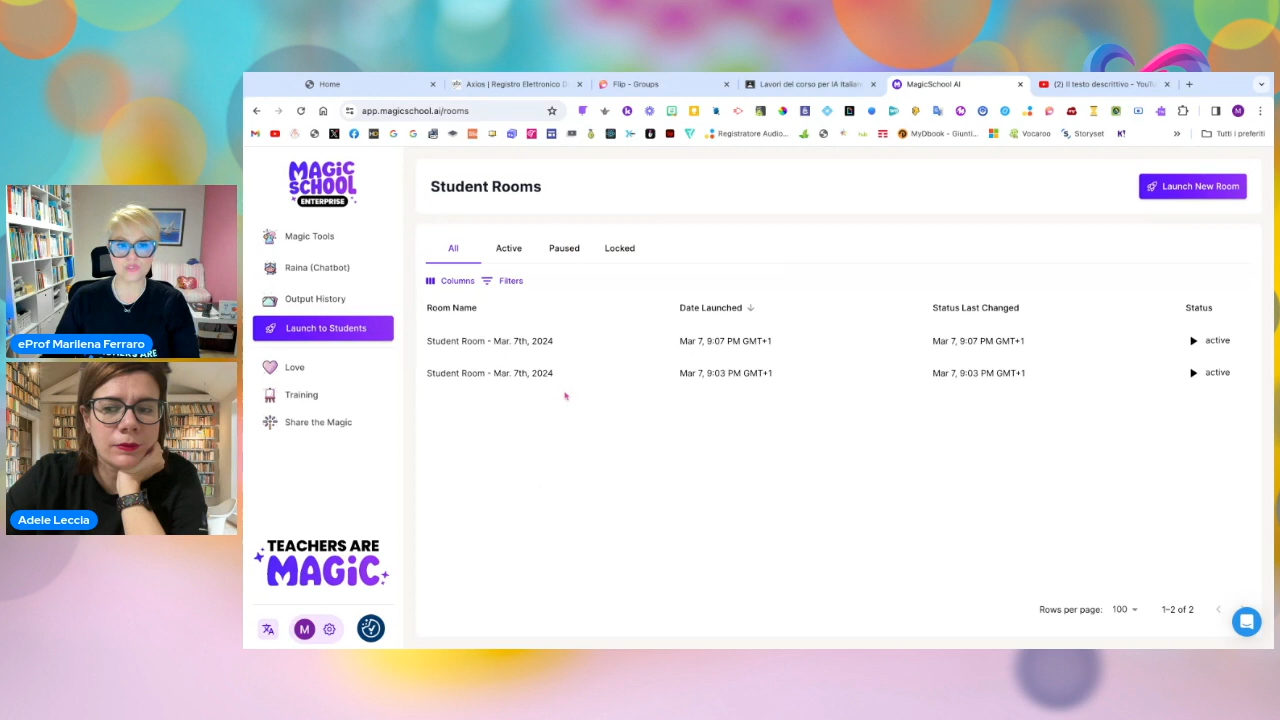 Home
Axios | Registro Elettronico D
Flip - Groups
Lavori del corso per IA Italian
MagicSchool AI
(2) Il testo descrittivo - YouTu
app.magicschool.ai/rooms
Registratore Audio...
MyDbook - Giunti...
Vocaroo
Storyset
Tutti i preferiti
MAGIC
SCHOOL
ENTERPRISE
Magic Tools
Raina (Chatbot)
Output History
Launch to Students
Love
Training
Share the Magic
TEACHERS ARE
MAGIC
M
Student Rooms
Launch New Room
All Active Paused Locked
Columns Filters
Room Name Date Launched Status Last Changed Status
Student Room - Mar. 7th, 2024 Mar 7, 9:07 PM GMT+1 Mar 7, 9:07 PM GMT+1 active
Student Room - Mar. 7th, 2024 Mar 7, 9:03 PM GMT+1 Mar 7, 9:03 PM GMT+1 active
Rows per page: 100 1–2 of 2
eProf Marilena Ferraro
Adele Leccia